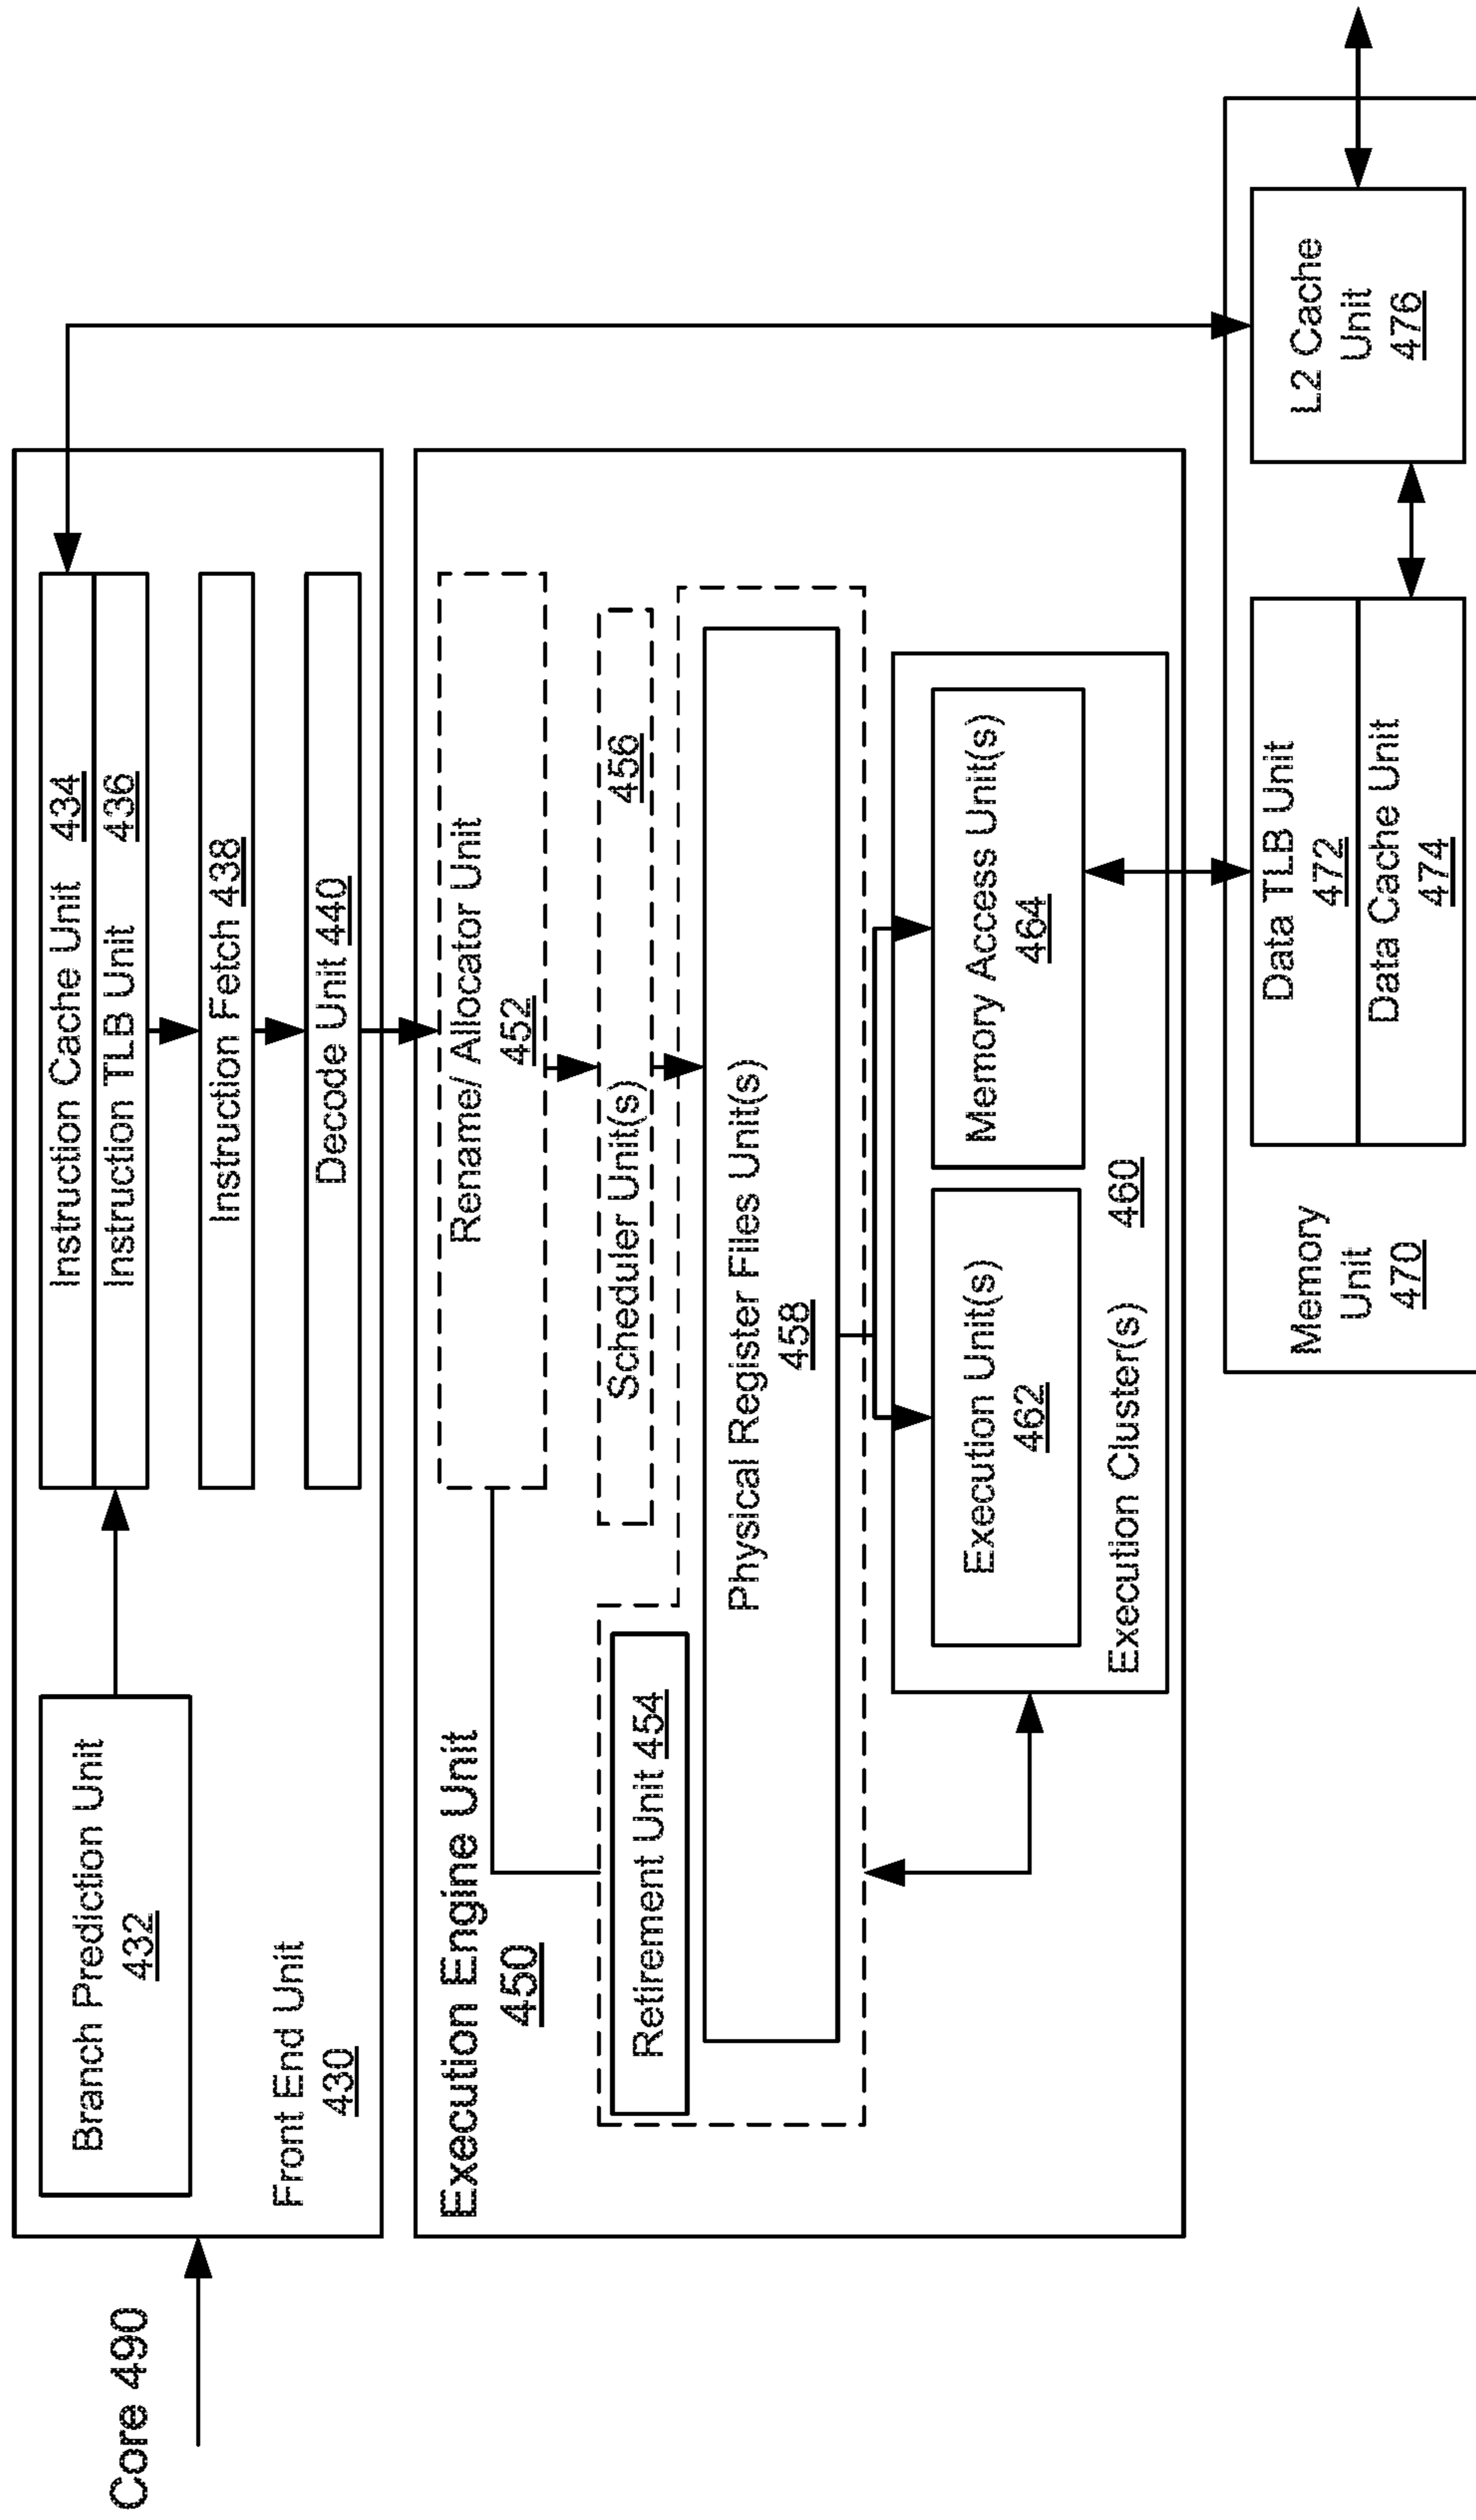 Core 490
Branch Prediction Unit
432
Front End Unit
430
Instruction Cache Unit 434
Instruction TLB Unit 436
Instruction Fetch 438
Decode Unit 440
Execution Engine Unit
450
Rename/ Allocator Unit
452
Scheduler Unit(s) 456
Retirement Unit 454
Physical Register Files Unit(s)
458
Execution Unit(s)
462
Memory Access Unit(s)
464
Execution Cluster(s) 460
Memory
Unit
470
Data TLB Unit
472
Data Cache Unit
474
L2 Cache
Unit
476